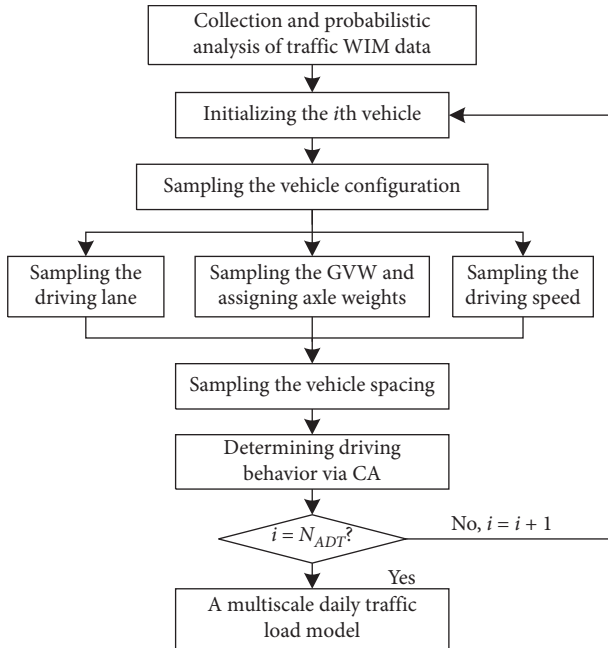 Collection and probabilistic
analysis of traffic WIM data
Initializing the ith vehicle
Sampling the vehicle configuration
Sampling the
driving lane
Sampling the GVW and
assigning axle weights
Sampling the
driving speed
Sampling the vehicle spacing
Determining driving
behavior via CA
i = N_ADT?
No, i = i + 1
Yes
A multiscale daily traffic
load model